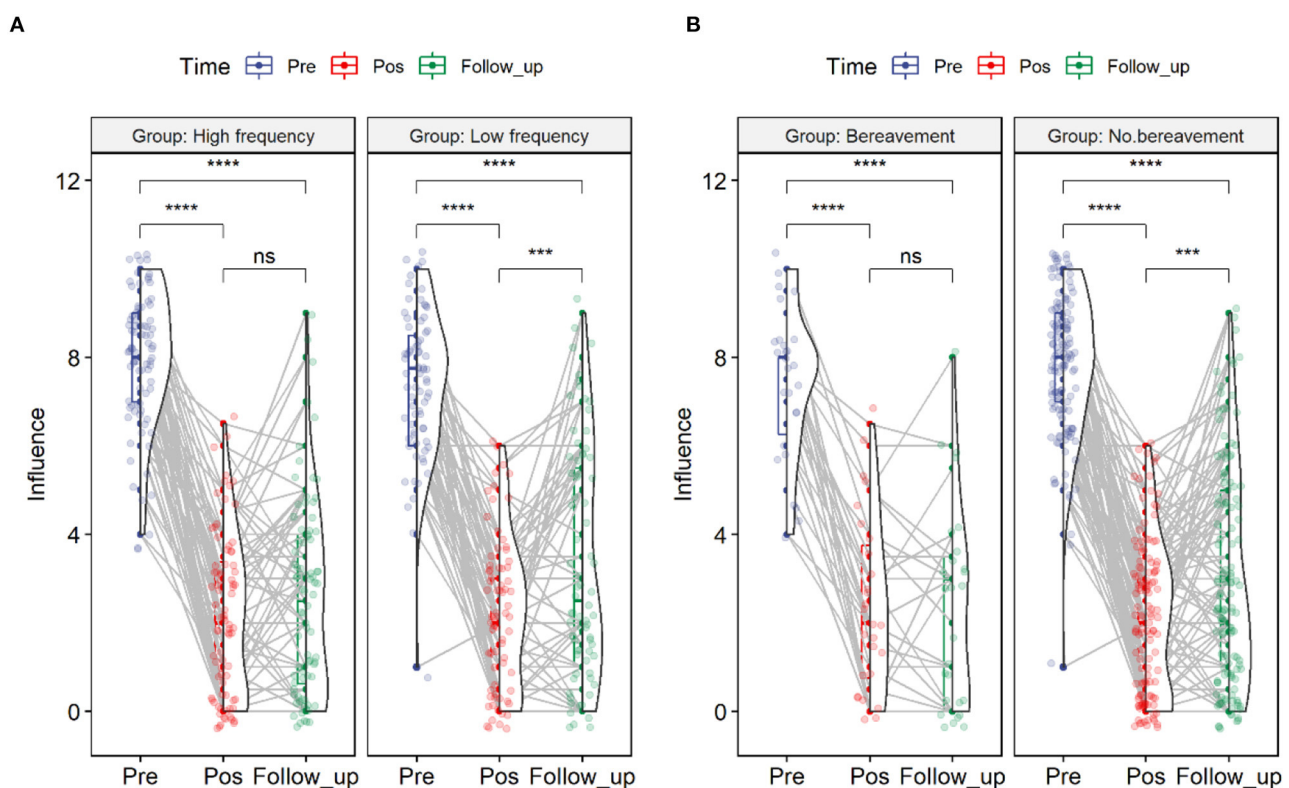 A
B
Time Pre Pos Follow_up
Time Pre Pos Follow_up
Group: High frequency
Group: Low frequency
Group: Bereavement
Group: No.bereavement
****
****
****
****
****
****
****
****
ns
***
ns
***
12
8
4
0
Influence
12
8
4
0
Influence
Pre Pos Follow_up
Pre Pos Follow_up
Pre Pos Follow_up
Pre Pos Follow_up